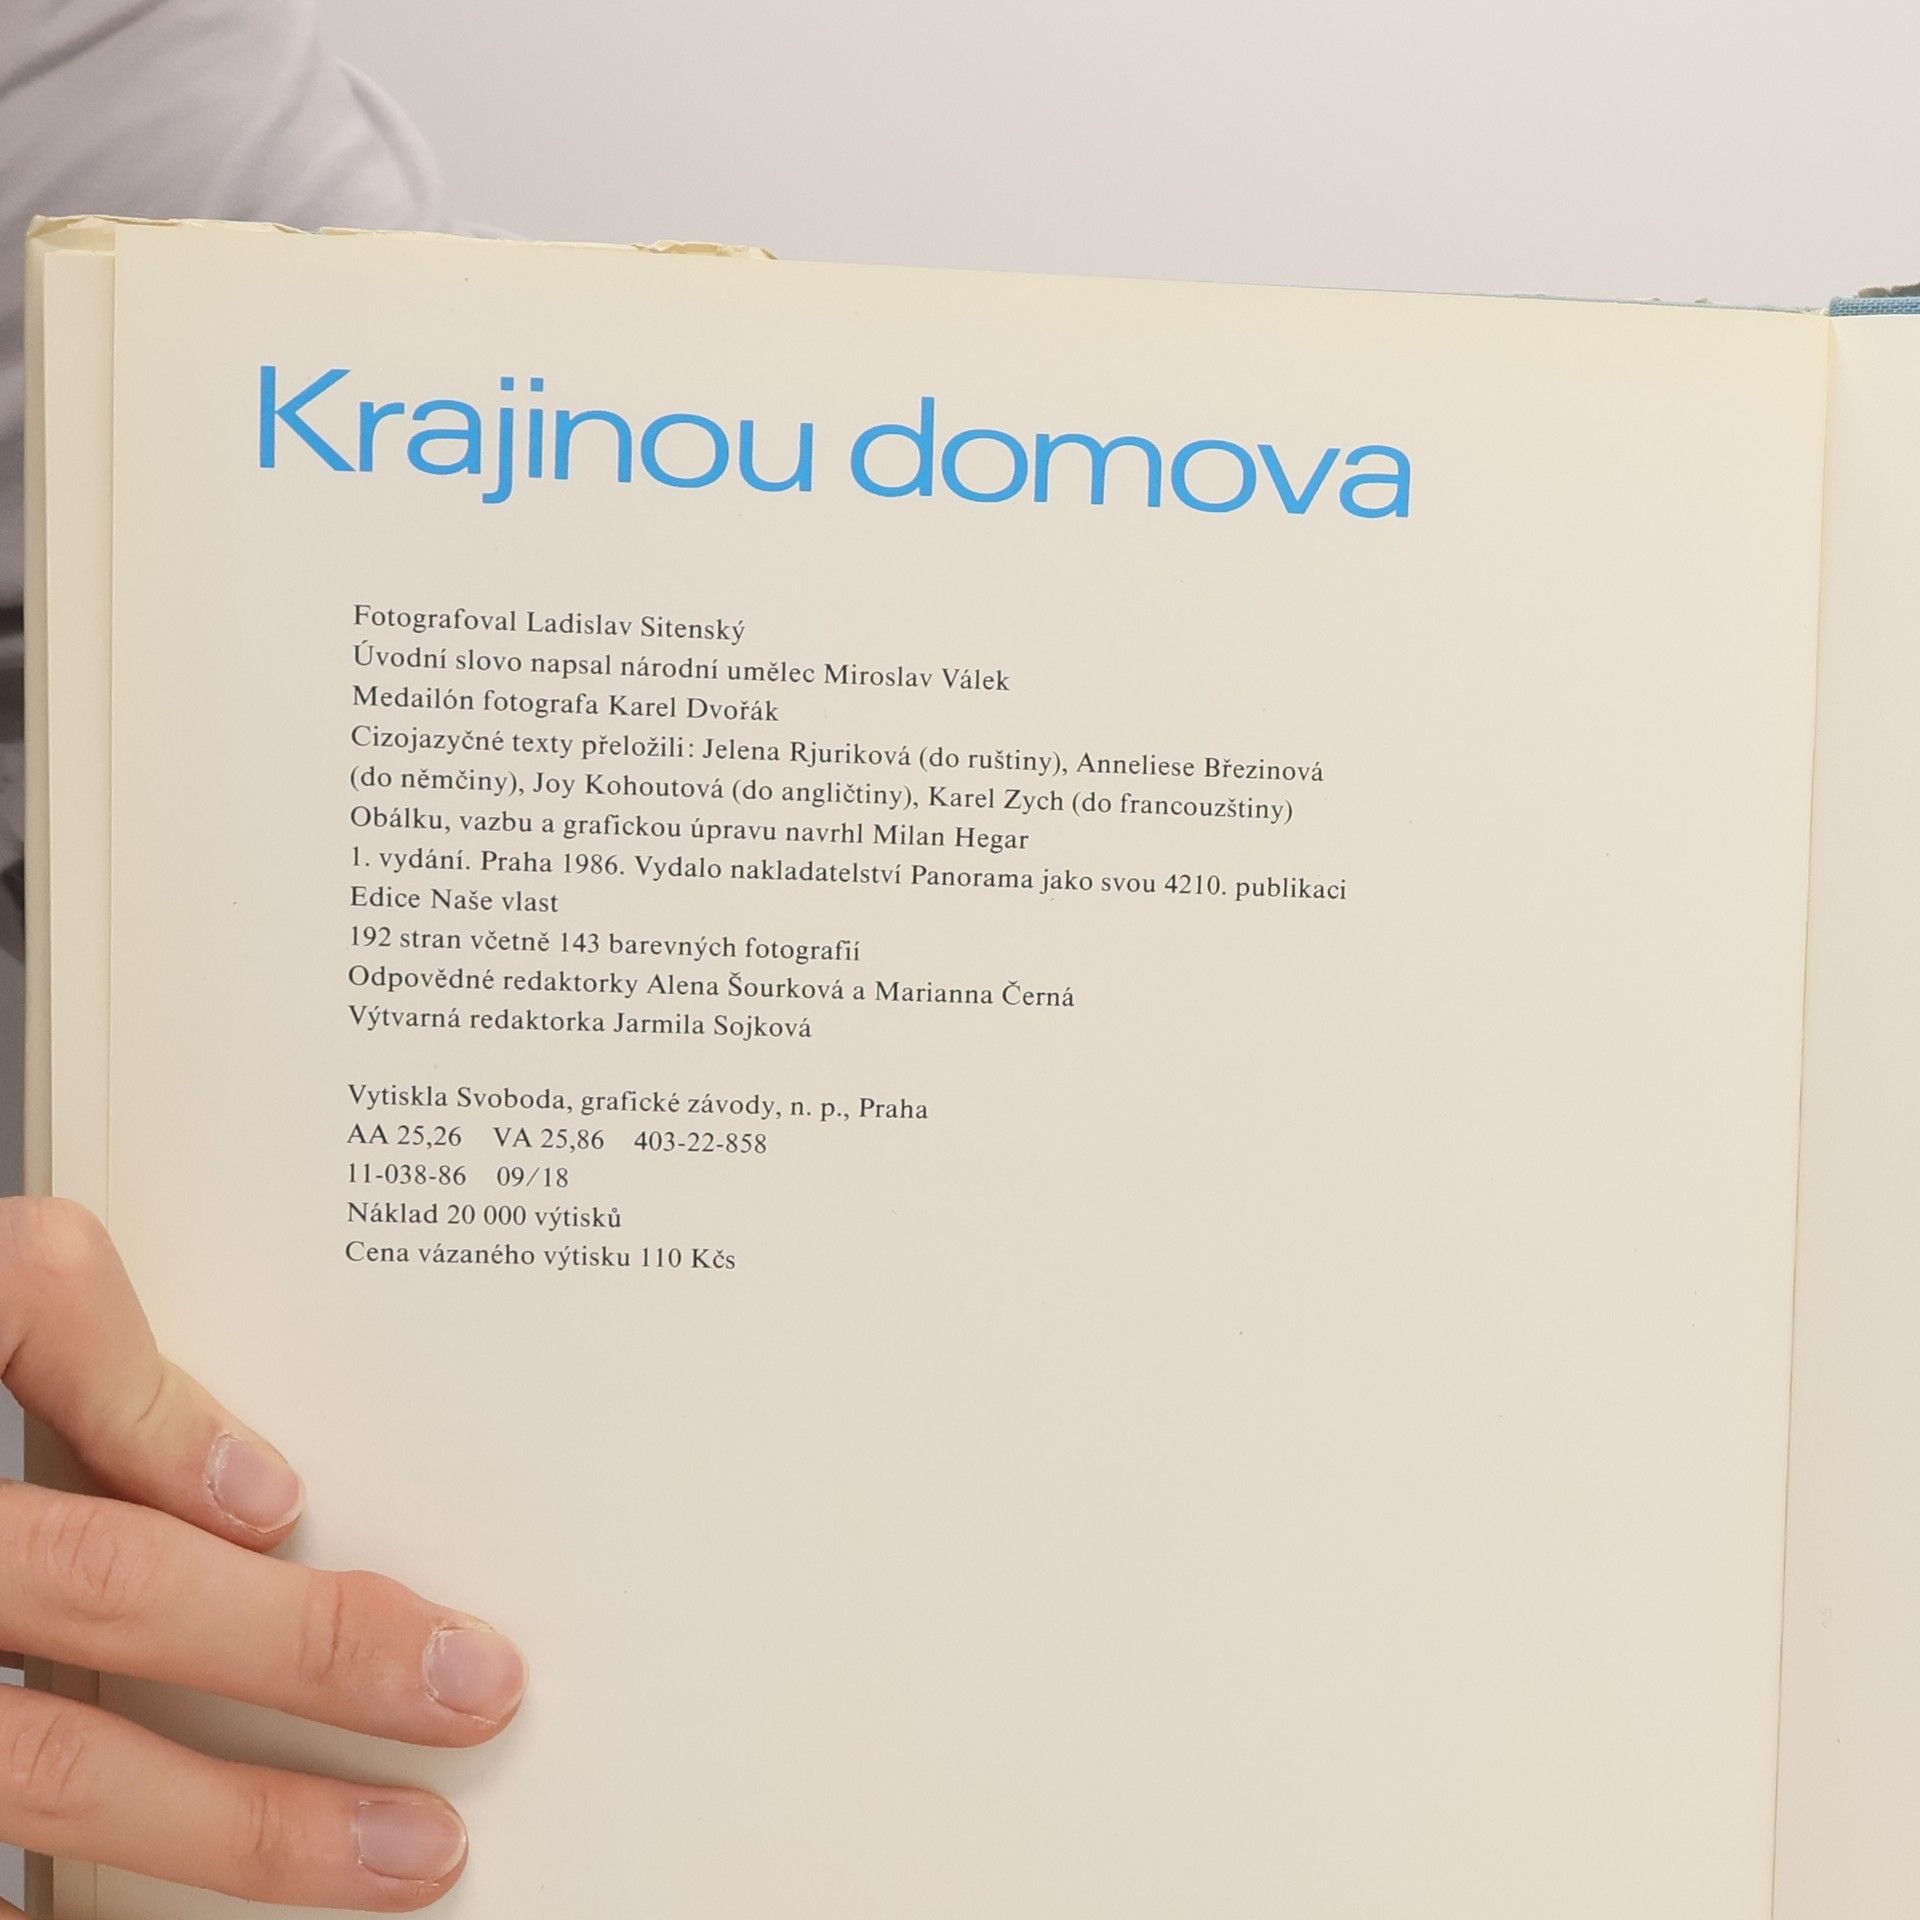 Krajinou domova
Fotografoval Ladislav Sitenský
Úvodní slovo napsal národní umělec Miroslav Válek
Medailón fotografa Karel Dvořák
Cizojazyčné texty přeložili: Jelena Rjuriková (do ruštiny), Anneliese Březinová
(do němčiny), Joy Kohoutová (do angličtiny), Karel Zych (do francouzštiny)
Obálku, vazbu a grafickou úpravu navrhl Milan Hegar
1. vydání. Praha 1986. Vydalo nakladatelství Panorama jako svou 4210. publikaci
Edice Naše vlast
192 stran včetně 143 barevných fotografií
Odpovědné redaktorky Alena Šourková a Marianna Černá
Výtvarná redaktorka Jarmila Sojková
Vytiskla Svoboda, grafické závody, n. p., Praha
AA 25,26 VA 25,86 403-22-858
11-038-86 09/18
Náklad 20 000 výtisků
Cena vázaného výtisku 110 Kčs